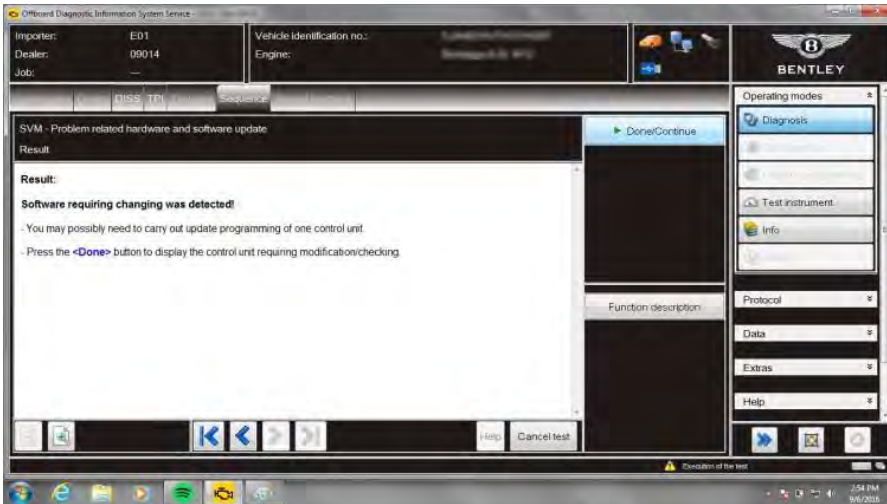 Offboard Diagnostic Information System Service -
Importer: E01
Dealer: 09014
Job: ---
Vehicle identification no.:
Engine:
BENTLEY
DISS TPI Sequence
SVM - Problem related hardware and software update
Result
Result:
Software requiring changing was detected!
- You may possibly need to carry out update programming of one control unit.
- Press the <Done> button to display the control unit requiring modification/checking.
Done/Continue
Function description
Operating modes
Diagnosis
Test instrument
Info
Protocol
Data
Extras
Help
Help
Cancel test
Execution of the test
2:54 PM
9/6/2016